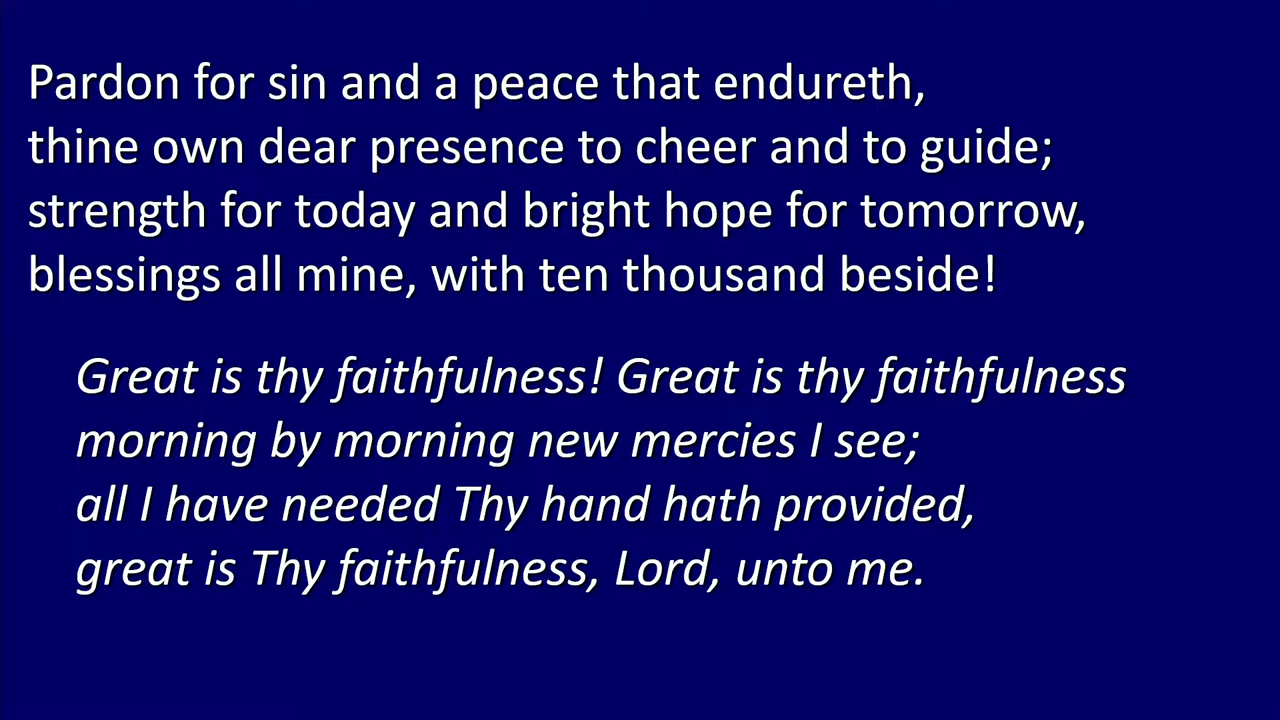 Pardon for sin and a peace that endureth,
thine own dear presence to cheer and to guide;
strength for today and bright hope for tomorrow,
blessings all mine, with ten thousand beside!
Great is thy faithfulness! Great is thy faithfulness
morning by morning new mercies I see;
all I have needed Thy hand hath provided,
great is Thy faithfulness, Lord, unto me.